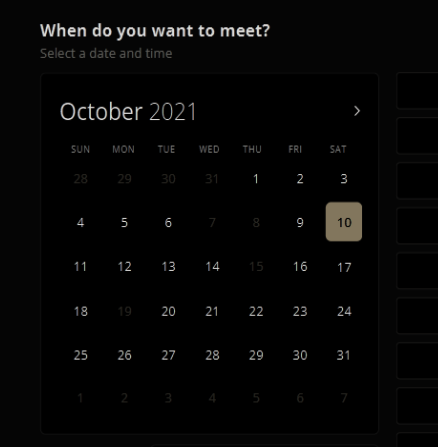 When do you want to meet?
Select a date and time
October 2021 >
SUN MON TUE WED THU FRI SAT
28 29 30 31 1 2 3
4 5 6 7 8 9 10
11 12 13 14 15 16 17
18 19 20 21 22 23 24
25 26 27 28 29 30 31
1 2 3 4 5 6 7